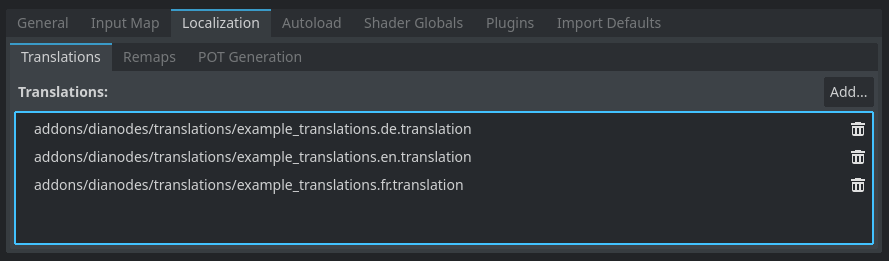 General Input Map Localization Autoload Shader Globals Plugins Import Defaults
Translations Remaps POT Generation
Translations: Add...
addons/dianodes/translations/example_translations.de.translation
addons/dianodes/translations/example_translations.en.translation
addons/dianodes/translations/example_translations.fr.translation